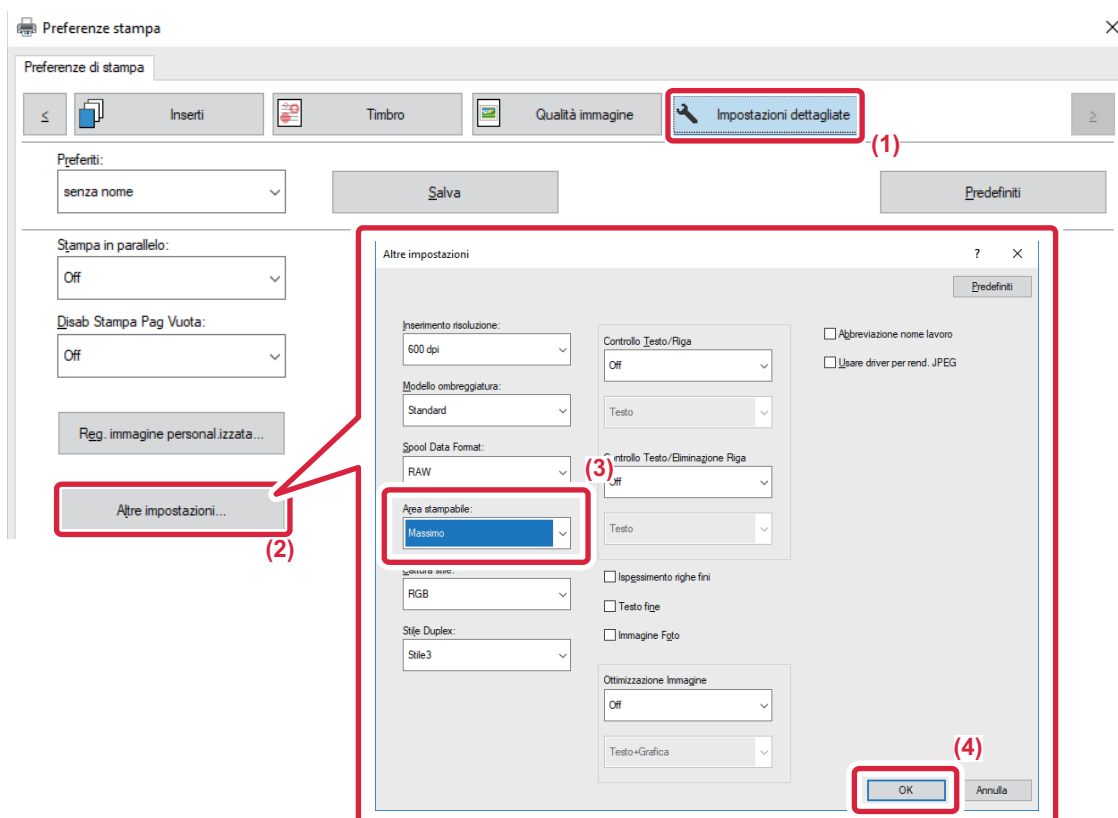 Preferenze stampa
Preferenze di stampa
<
Inserti
Timbro
Qualità immagine
Impostazioni dettagliate
>
(1)
Preferiti:
senza nome
Salva
Predefiniti
Stampa in parallelo:
Off
Disab Stampa Pag Vuota:
Off
Reg. immagine personal.izzata...
Altre impostazioni...
(2)
Altre impostazioni
?
Predefiniti
Inserimento risoluzione:
600 dpi
Modello ombreggiatura:
Standard
Spool Data Format:
RAW
(3)
Area stampabile:
Massimo
Cattura stile:
RGB
Stile Duplex:
Stile3
Controllo Testo/Riga
Off
Testo
Controllo Testo/Eliminazione Riga
Off
Testo
Ispessimento righe fini
Testo fine
Immagine Foto
Ottimizzazione Immagine
Off
Testo+Grafica
Abbreviazione nome lavoro
Usare driver per rend. JPEG
(4)
OK
Annulla